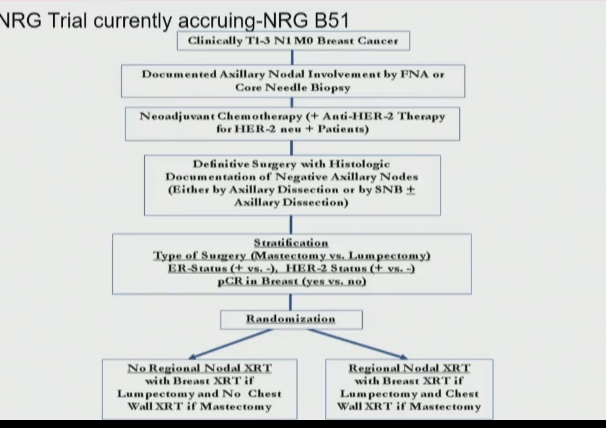 NRG Trial currently accruing-NRG B51
Clinically T1-3 N1 M0 Breast Cancer
Documented Axillary Nodal Involvement by FNA or
Core Needle Biopsy
Neoadjuvant Chemotherapy (+ Anti-HER-2 Therapy
for HER-2 neu + Patients)
Definitive Surgery with Histologic
Documentation of Negative Axillary Nodes
(Either by Axillary Dissection or by SNB ±
Axillary Dissection)
Stratification
Type of Surgery (Mastectomy vs. Lumpectomy)
ER-Status (+ vs. -), HER-2 Status (+ vs. -)
pCR in Breast (yes vs. no)
Randomization
No Regional Nodal XRT
with Breast XRT if
Lumpectomy and No Chest
Wall XRT if Mastectomy
Regional Nodal XRT
with Breast XRT if
Lumpectomy and Chest
Wall XRT if Mastectomy